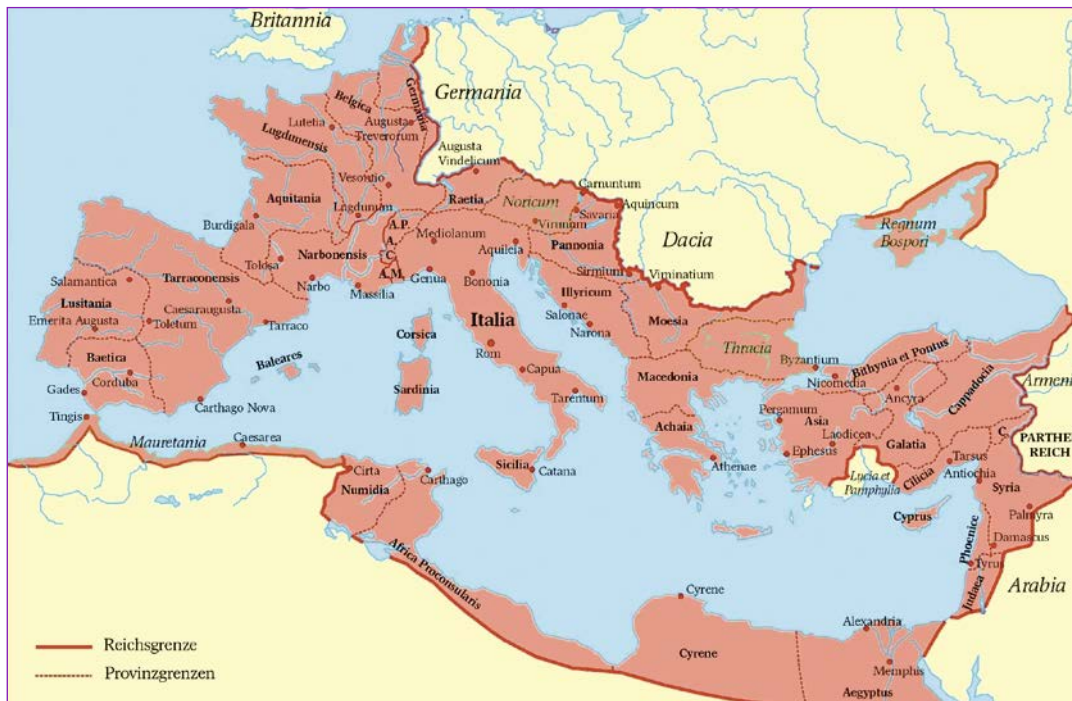 Britannia
Germania
Belgica
Germania
Lutetia
Augusta
Treverorum
Lugdunensis
Augusta
Vindelicum
Vesontio
Carnuntum
Aquitania
Raetia
Noricum
Aquincum
Savaria
Burdigala
Lugdunum
A.P.
Virunum
Dacia
Regnum
Bospori
Mediolanum
Aquileia
Pannonia
A.
C.
Tolosa
Narbonensis
A.M.
Sirmium
Viminatium
Tarraconensis
Narbo
Massilia
Genua
Bononia
Illyricum
Salamantica
Lusitania
Caesaraugusta
Salonae
Moesia
Emerita Augusta
Toletum
Tarraco
Corsica
Italia
Narona
Thracia
Bithynia et Pontus
Baetica
Baleares
Rom
Byzantium
Armeni
Corduba
Capua
Macedonia
Nicomedia
Cappadocia
Gades
Sardinia
Ancyra
Carthago Nova
Tarentum
Pergamum
Asia
Tingis
Achaia
Laodicea
C.
Mauretania
Caesarea
Galatia
PARTHER
REICH
Ephesus
Tarsus
Cirta
Sicilia
Catana
Athenae
Lycia et
Pamphylia
Cilicia
Antiochia
Carthago
Numidia
Syria
Cyprus
Palmyra
Phoenice
Damascus
Africa Proconsularis
Tyrus
Judaea
Arabia
Cyrene
Alexandria
Reichsgrenze
Cyrene
Memphis
Provinzgrenzen
Aegyptus